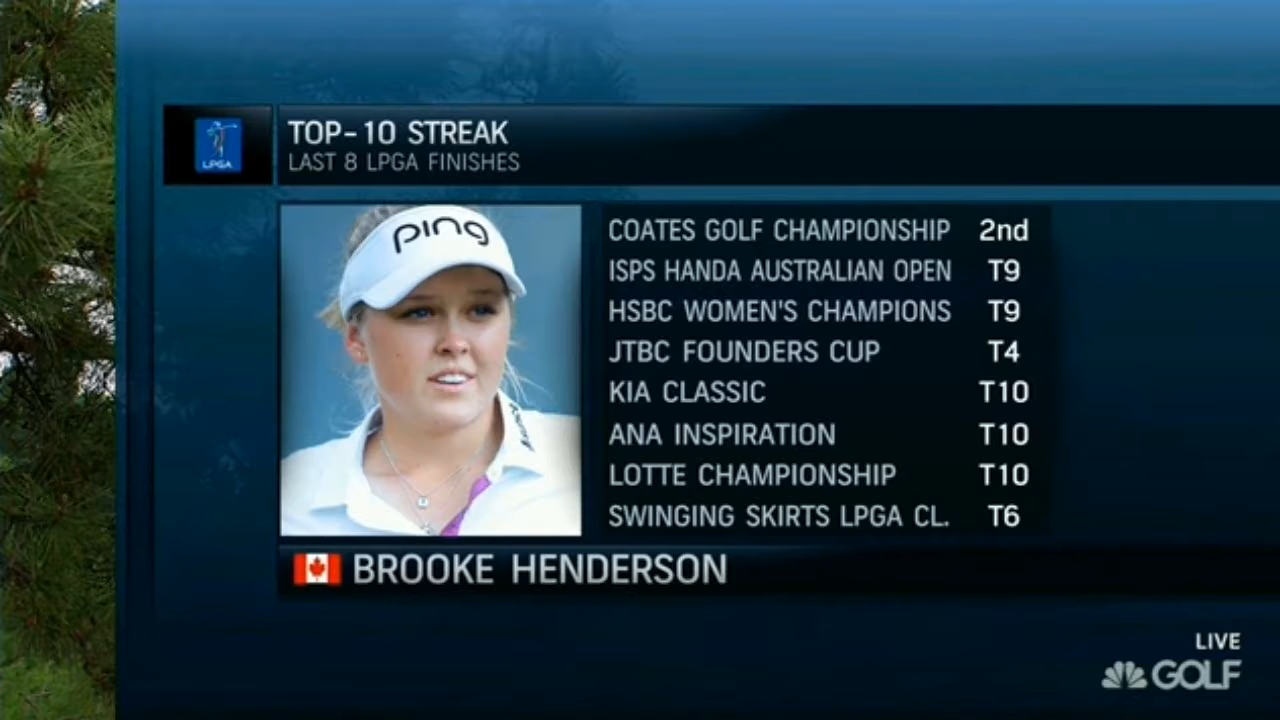 TOP-10 STREAK
LAST 8 LPGA FINISHES
LPGA
ping
COATES GOLF CHAMPIONSHIP 2nd
ISPS HANDA AUSTRALIAN OPEN T9
HSBC WOMEN'S CHAMPIONS T9
JTBC FOUNDERS CUP T4
KIA CLASSIC T10
ANA INSPIRATION T10
LOTTE CHAMPIONSHIP T10
SWINGING SKIRTS LPGA CL. T6
BROOKE HENDERSON
LIVE
GOLF